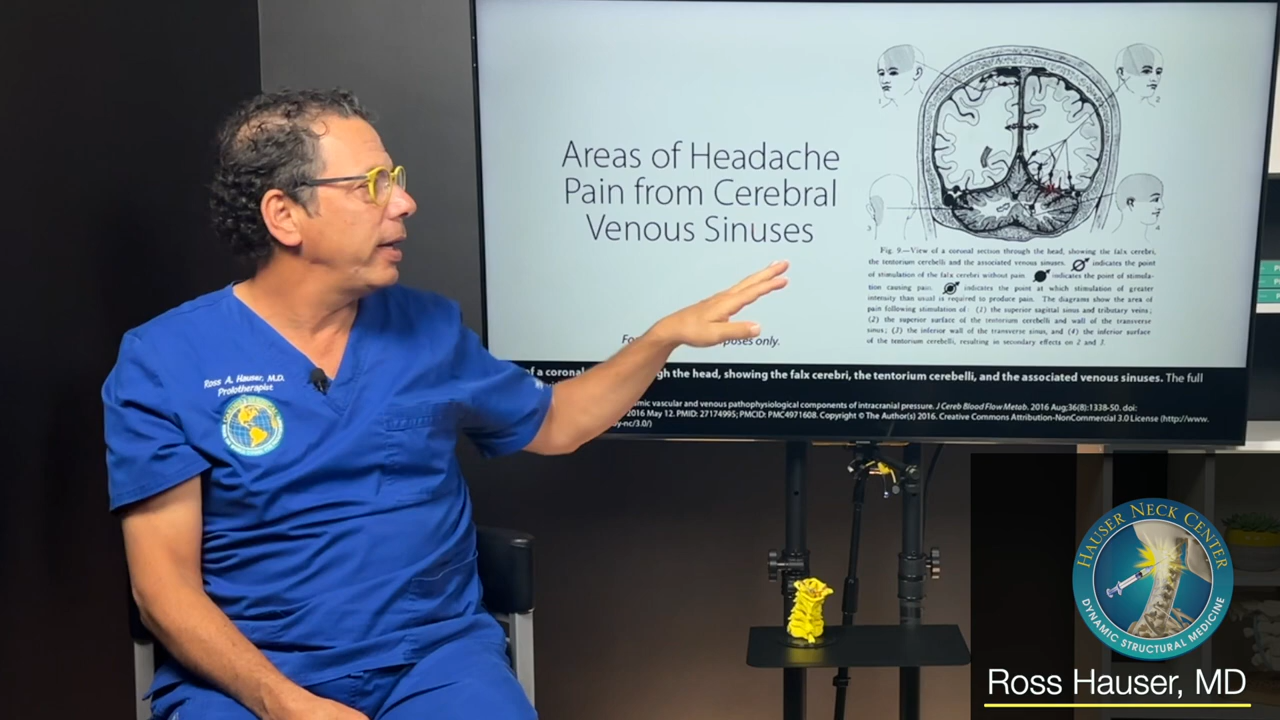 Areas of Headache
Pain from Cerebral
Venous Sinuses
1
2
3
4
Fig. 9.—View of a coronal section through the head, showing the falx cerebri,
the tentorium cerebelli and the associated venous sinuses. indicates the point
of stimulation of the falx cerebri without pain. indicates the point of stimula-
tion causing pain. indicates the point at which stimulation of greater
intensity than usual is required to produce pain. The diagrams show the area of
pain following stimulation of: (1) the superior sagittal sinus and tributary veins;
(2) the superior surface of the tentorium cerebelli and wall of the transverse
sinus; (3) the inferior wall of the transverse sinus, and (4) the inferior surface
of the tentorium cerebelli, resulting in secondary effects on 2 and 3.
only.
of a the head, showing the falx cerebri, the tentorium cerebelli, and the associated venous sinuses. The full
vascular and venous pathophysiological components of intracranial pressure. J Cereb Blood Flow Metab. 2016 Aug;36(8):1338-50. doi:
2016 May 12. PMID: 27174995; PMCID: PMC4971608. Copyright © The Author(s) 2016. Creative Commons Attribution-NonCommercial 3.0 License (http://www.
/3.0/)
Ross A. Hauser, M.D.
Prolotherapist
HAUSER NECK CENTER
DYNAMIC STRUCTURAL MEDICINE
Ross Hauser, MD